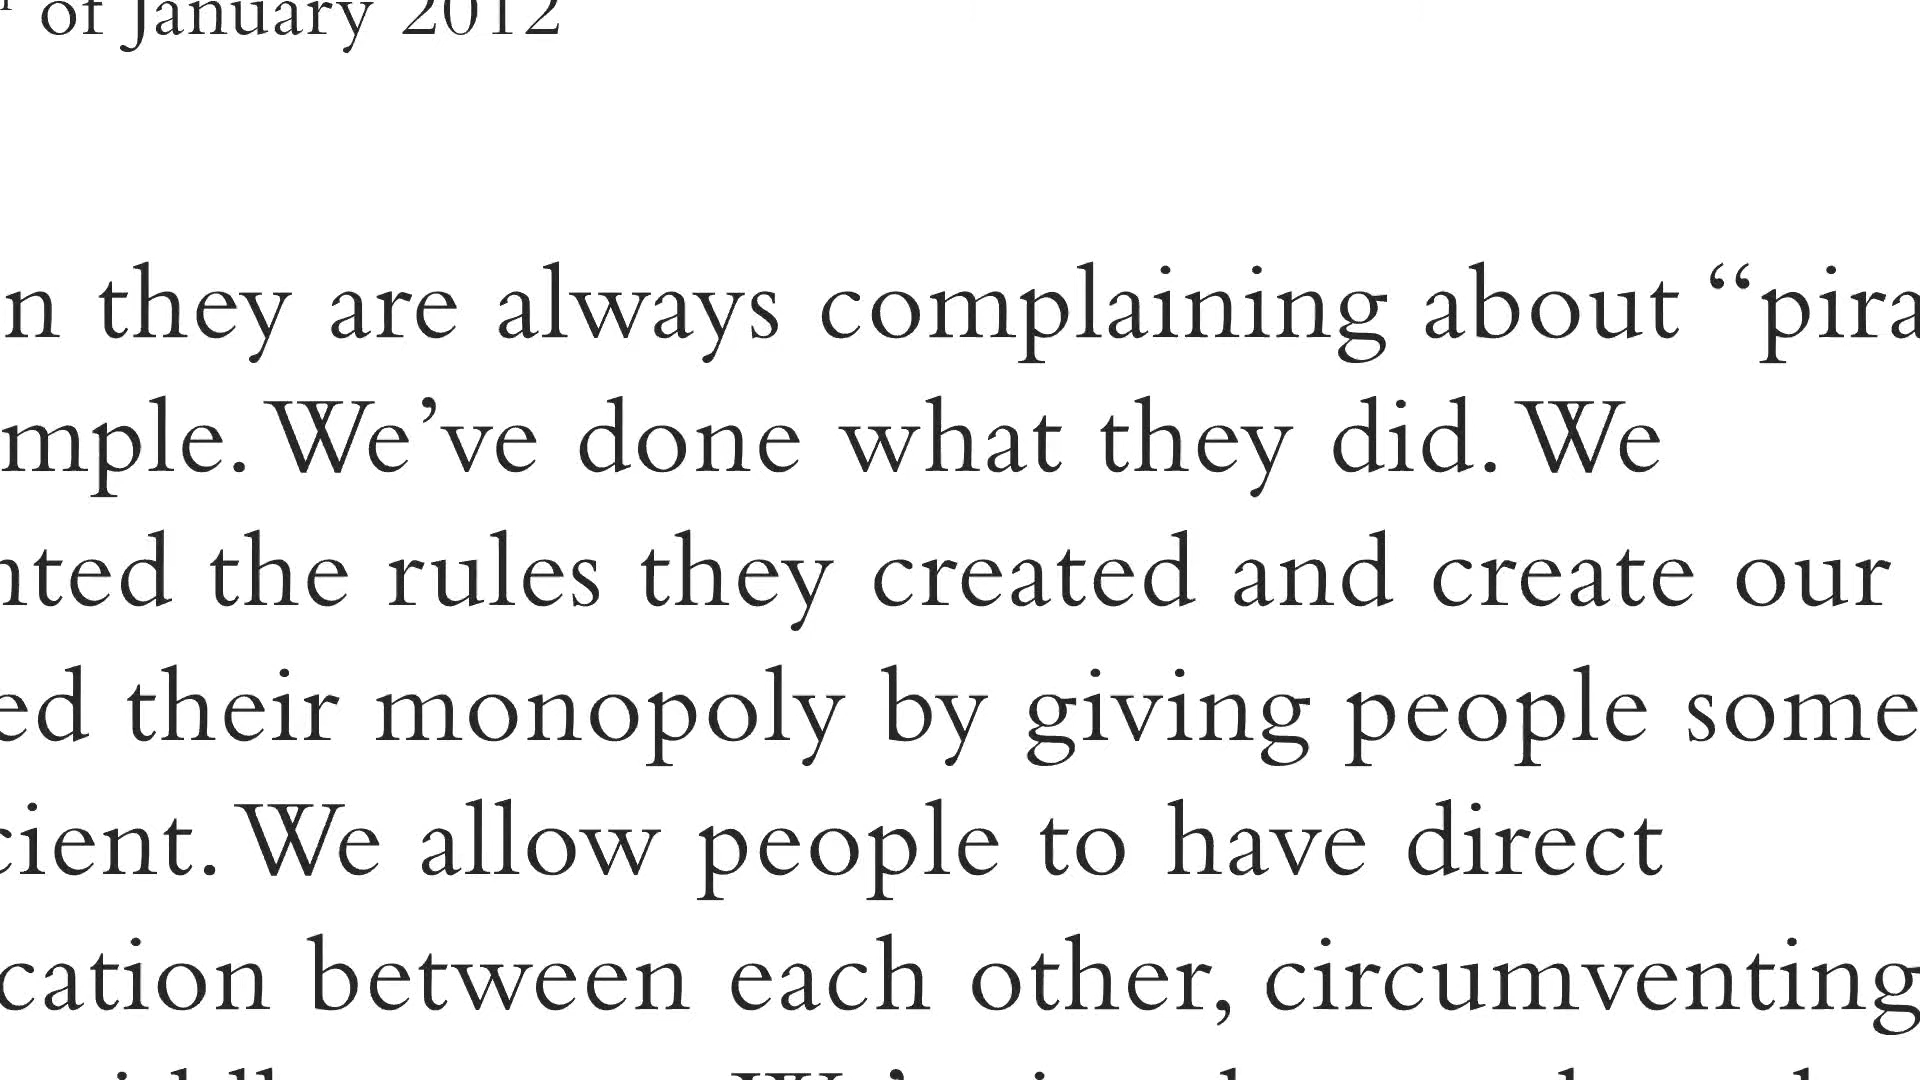 of January 2012
they are always complaining about “pira
mple. We’ve done what they did. We
nted the rules they created and create our
ed their monopoly by giving people some
cient. We allow people to have direct
cation between each other, circumventing